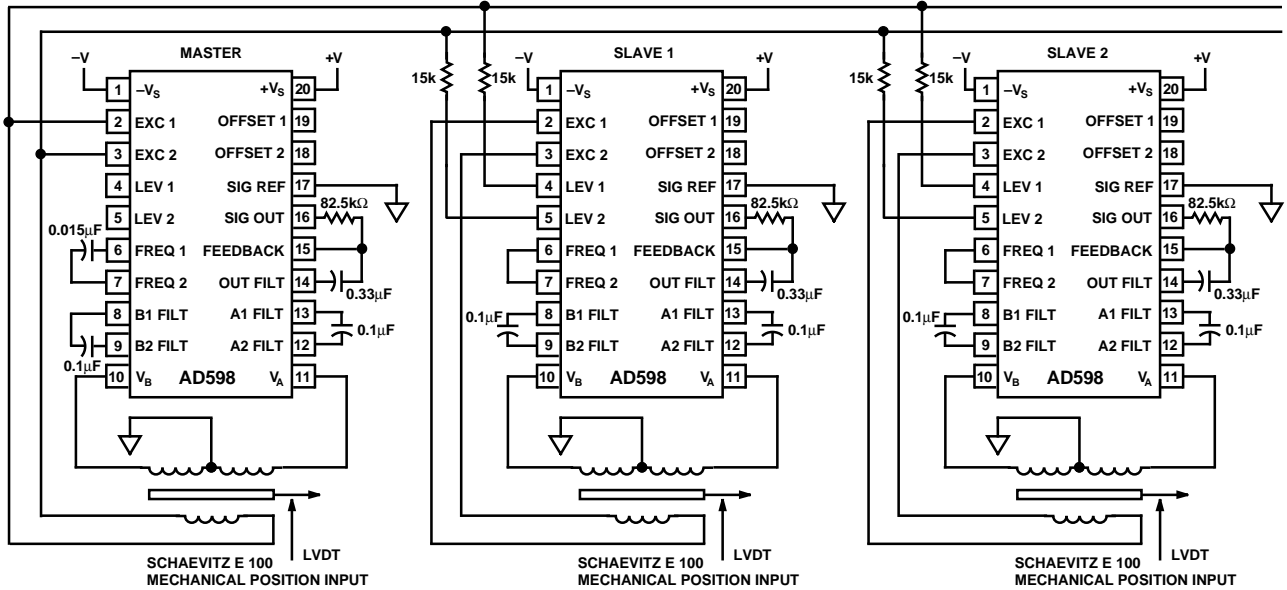 MASTER
–V
+V
1 –VS +VS 20
2 EXC 1 OFFSET 1 19
3 EXC 2 OFFSET 2 18
4 LEV 1 SIG REF 17
5 LEV 2 SIG OUT 16
82.5kΩ
0.015µF
6 FREQ 1 FEEDBACK 15
7 FREQ 2 OUT FILT 14
0.33µF
8 B1 FILT A1 FILT 13
0.1µF
9 B2 FILT A2 FILT 12
0.1µF
10 VB AD598 VA 11
LVDT
SCHAEVITZ E 100
MECHANICAL POSITION INPUT
15k
15k
SLAVE 1
–V
+V
1 –VS +VS 20
2 EXC 1 OFFSET 1 19
3 EXC 2 OFFSET 2 18
4 LEV 1 SIG REF 17
5 LEV 2 SIG OUT 16
82.5kΩ
6 FREQ 1 FEEDBACK 15
7 FREQ 2 OUT FILT 14
0.33µF
0.1µF
8 B1 FILT A1 FILT 13
0.1µF
9 B2 FILT A2 FILT 12
10 VB AD598 VA 11
LVDT
SCHAEVITZ E 100
MECHANICAL POSITION INPUT
15k
15k
SLAVE 2
–V
+V
1 –VS +VS 20
2 EXC 1 OFFSET 1 19
3 EXC 2 OFFSET 2 18
4 LEV 1 SIG REF 17
5 LEV 2 SIG OUT 16
82.5kΩ
6 FREQ 1 FEEDBACK 15
7 FREQ 2 OUT FILT 14
0.33µF
0.1µF
8 B1 FILT A1 FILT 13
0.1µF
9 B2 FILT A2 FILT 12
10 VB AD598 VA 11
LVDT
SCHAEVITZ E 100
MECHANICAL POSITION INPUT